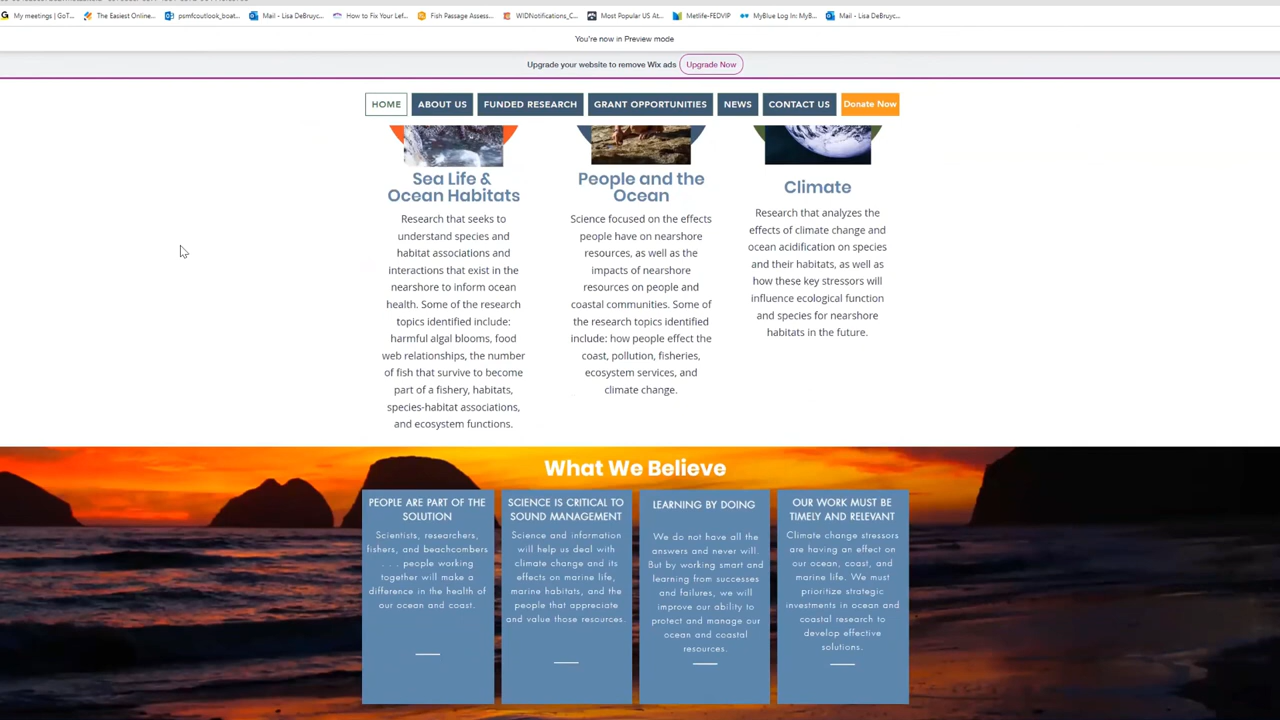 My meetings | GoT...
The Easiest Online...
psmfcoutlook_boat...
Mail - Lisa DeBruyc...
How to Fix Your Lef...
Fish Passage Assess...
WIDNotifications_C...
Most Popular US At...
Metlife-FEDVIP
MyBlue Log In: MyB...
Mail - Lisa DeBruyc...
You're now in Preview mode
Upgrade your website to remove Wix ads
Upgrade Now
HOME
ABOUT US
FUNDED RESEARCH
GRANT OPPORTUNITIES
NEWS
CONTACT US
Donate Now
Sea Life &
Ocean Habitats
Research that seeks to
understand species and
habitat associations and
interactions that exist in the
nearshore to inform ocean
health. Some of the research
topics identified include:
harmful algal blooms, food
web relationships, the number
of fish that survive to become
part of a fishery, habitats,
species-habitat associations,
and ecosystem functions.
People and the
Ocean
Science focused on the effects
people have on nearshore
resources, as well as the
impacts of nearshore
resources on people and
coastal communities. Some of
the research topics identified
include: how people effect the
coast, pollution, fisheries,
ecosystem services, and
climate change.
Climate
Research that analyzes the
effects of climate change and
ocean acidification on species
and their habitats, as well as
how these key stressors will
influence ecological function
and species for nearshore
habitats in the future.
What We Believe
PEOPLE ARE PART OF THE
SOLUTION
Scientists, researchers,
fishers, and beachcombers
. . . people working
together will make a
difference in the health of
our ocean and coast.
SCIENCE IS CRITICAL TO
SOUND MANAGEMENT
Science and information
will help us deal with
climate change and its
effects on marine life,
marine habitats, and the
people that appreciate
and value those resources.
LEARNING BY DOING
We do not have all the
answers and never will.
But by working smart and
learning from successes
and failures, we will
improve our ability to
protect and manage our
ocean and coastal
resources.
OUR WORK MUST BE
TIMELY AND RELEVANT
Climate change stressors
are having an effect on
our ocean, coast, and
marine life. We must
prioritize strategic
investments in ocean and
coastal research to
develop effective
solutions.